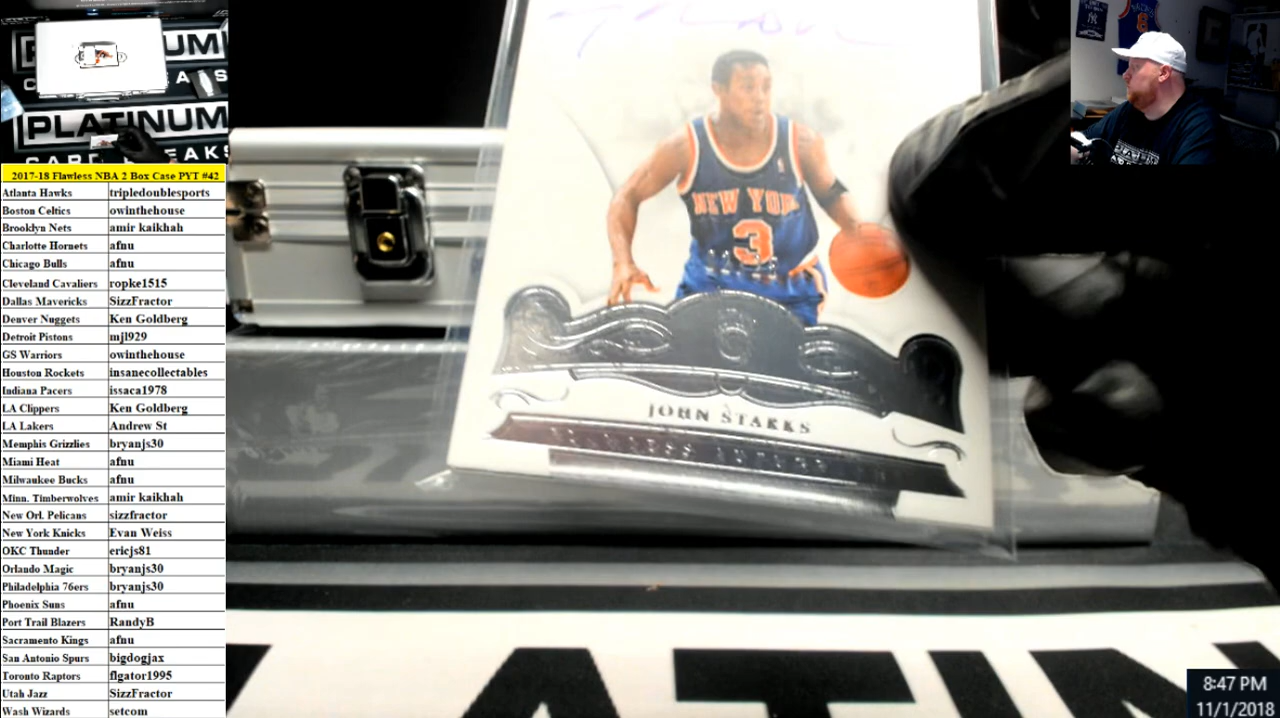 PLATINUM
CARD BREAKS
PLATINUM
2017-18 Flawless NBA 2 Box Case PYT #42
Atlanta Hawks tripledoublesports
Boston Celtics owinthehouse
Brooklyn Nets amir kaikhah
Charlotte Hornets afnu
Chicago Bulls afnu
Cleveland Cavaliers ropke1515
Dallas Mavericks SizzFractor
Denver Nuggets Ken Goldberg
Detroit Pistons mjl929
GS Warriors owinthehouse
Houston Rockets insanecollectables
Indiana Pacers issaca1978
LA Clippers Ken Goldberg
LA Lakers Andrew St
Memphis Grizzlies bryanjs30
Miami Heat afnu
Milwaukee Bucks afnu
Minn. Timberwolves amir kaikhah
New Orl. Pelicans sizzfractor
New York Knicks Evan Weiss
OKC Thunder ericjs81
Orlando Magic bryanjs30
Philadelphia 76ers bryanjs30
Phoenix Suns afnu
Port Trail Blazers RandyB
Sacramento Kings afnu
San Antonio Spurs bigdogjax
Toronto Raptors flgator1995
Utah Jazz SizzFractor
Wash Wizards setcom
NEW YORK
3
JOHN STARKS
PLATIN
8:47 PM
11/1/2018